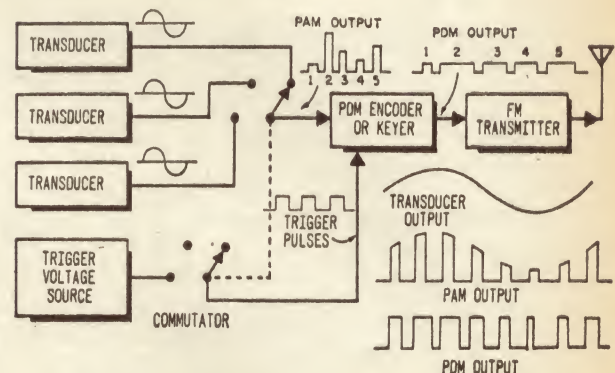 TRANSDUCER
TRANSDUCER
TRANSDUCER
TRIGGER
VOLTAGE
SOURCE
COMMUTATOR
PAM OUTPUT
1 2 3 4 5
TRIGGER
PULSES
PDM ENCODER
OR KEYER
PDM OUTPUT
1 2 3 4 5
FM
TRANSMITTER
TRANSDUCER
OUTPUT
PAM OUTPUT
PDM OUTPUT